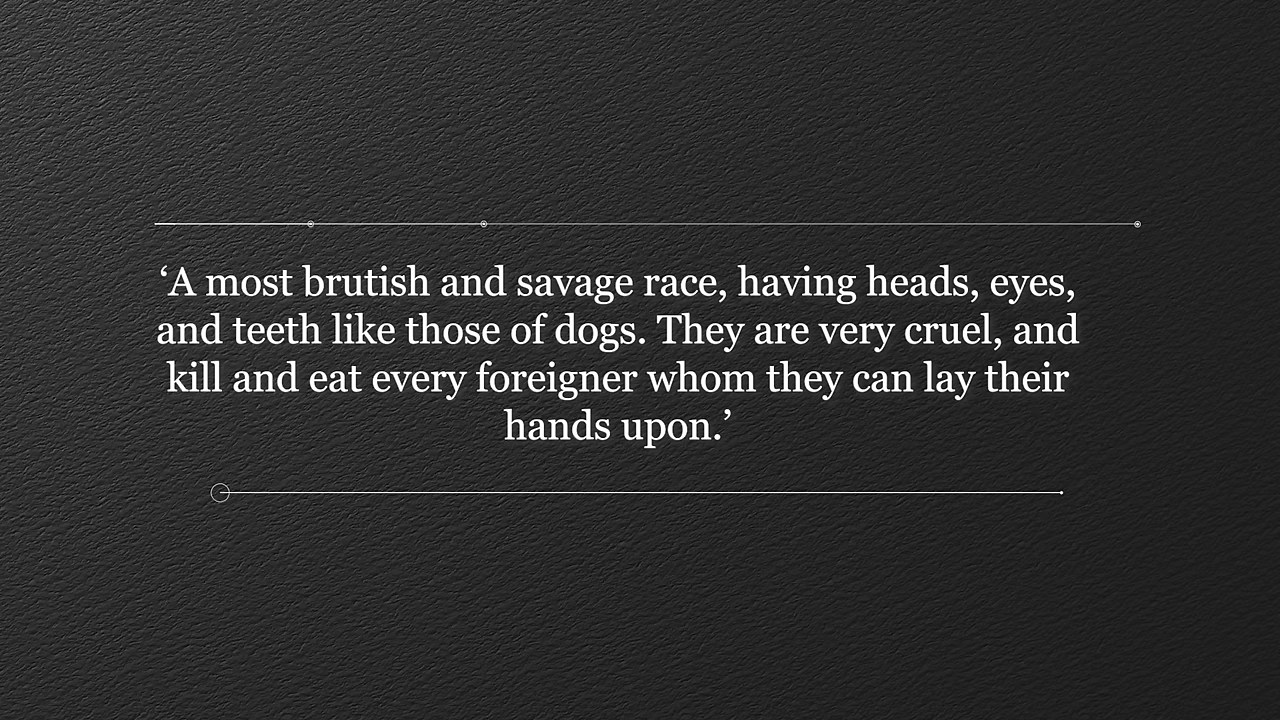 ‘A most brutish and savage race, having heads, eyes,
and teeth like those of dogs. They are very cruel, and
kill and eat every foreigner whom they can lay their
hands upon.’